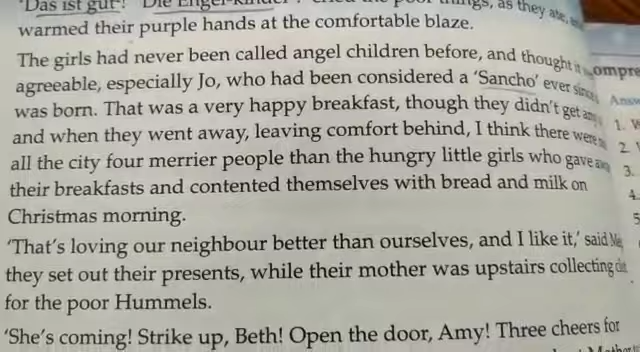 'Das ist gut'! 'Die Engel-kinder'! cried the poor things, as they ate, and
warmed their purple hands at the comfortable blaze.
The girls had never been called angel children before, and thought it
agreeable, especially Jo, who had been considered a 'Sancho' ever since
was born. That was a very happy breakfast, though they didn't get any
and when they went away, leaving comfort behind, I think there were
all the city four merrier people than the hungry little girls who gave away
their breakfasts and contented themselves with bread and milk on
Christmas morning.
'That's loving our neighbour better than ourselves, and I like it,' said Meg
they set out their presents, while their mother was upstairs collecting
for the poor Hummels.
'She's coming! Strike up, Beth! Open the door, Amy! Three cheers for
ompre
1.
2.
3.
4.
5